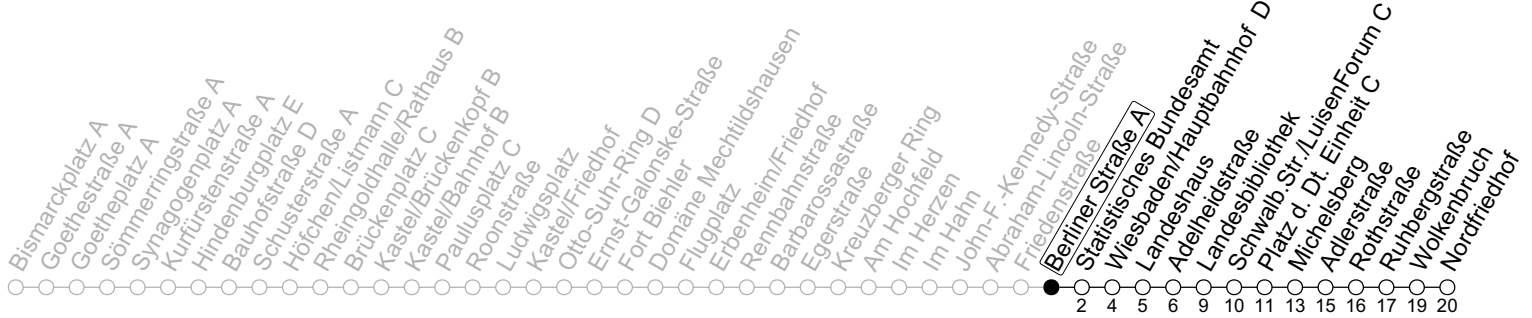 Bismarckplatz A
Goethestraße A
Goetheplatz A
Sömmerringstraße A
Synagogenplatz A
Kurfürstenstraße A
Hindenburgplatz E
Bauhofstraße D
Schusterstraße A
Höfchen/Listmann C
Rheingoldhalle/Rathaus B
Brückenplatz C
Kastel/Brückenkopf B
Kastel/Bahnhof B
Paulusplatz C
Roonstraße
Ludwigsplatz
Kastel/Friedhof
Otto-Suhr-Ring D
Ernst-Galonske-Straße
Fort Biehler
Domäne Mechtildshausen
Flugplatz
Erbenheim/Friedhof
Rennbahnstraße
Barbarossastraße
Egerstraße
Kreuzberger Ring
Am Hochfeld
Im Herzen
Im Hahn
John-F.-Kennedy-Straße
Abraham-Lincoln-Straße
Friedenstraße
Berliner Straße A
Statistisches Bundesamt
Wiesbaden/Hauptbahnhof D
Landeshaus
Adelheidstraße
Landesbibliothek
Schwalb.Str./LuisenForum C
Platz d. Dt. Einheit C
Michelsberg
Adlerstraße
Rothstraße
Ruhbergstraße
Wolkenbruch
Nordfriedhof
2 4 5 6 9 10 11 13 15 16 17 19 20